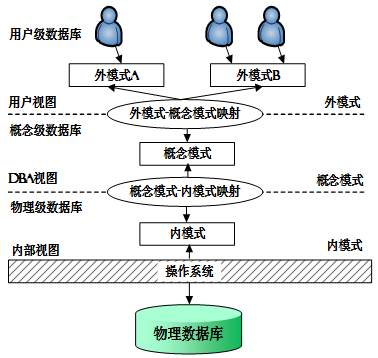 用户级数据库
外模式A
外模式B
用户视图
外模式-概念模式映射
外模式
概念级数据库
概念模式
DBA视图
概念模式-内模式映射
概念模式
物理级数据库
内模式
内部视图
内模式
操作系统
物理数据库